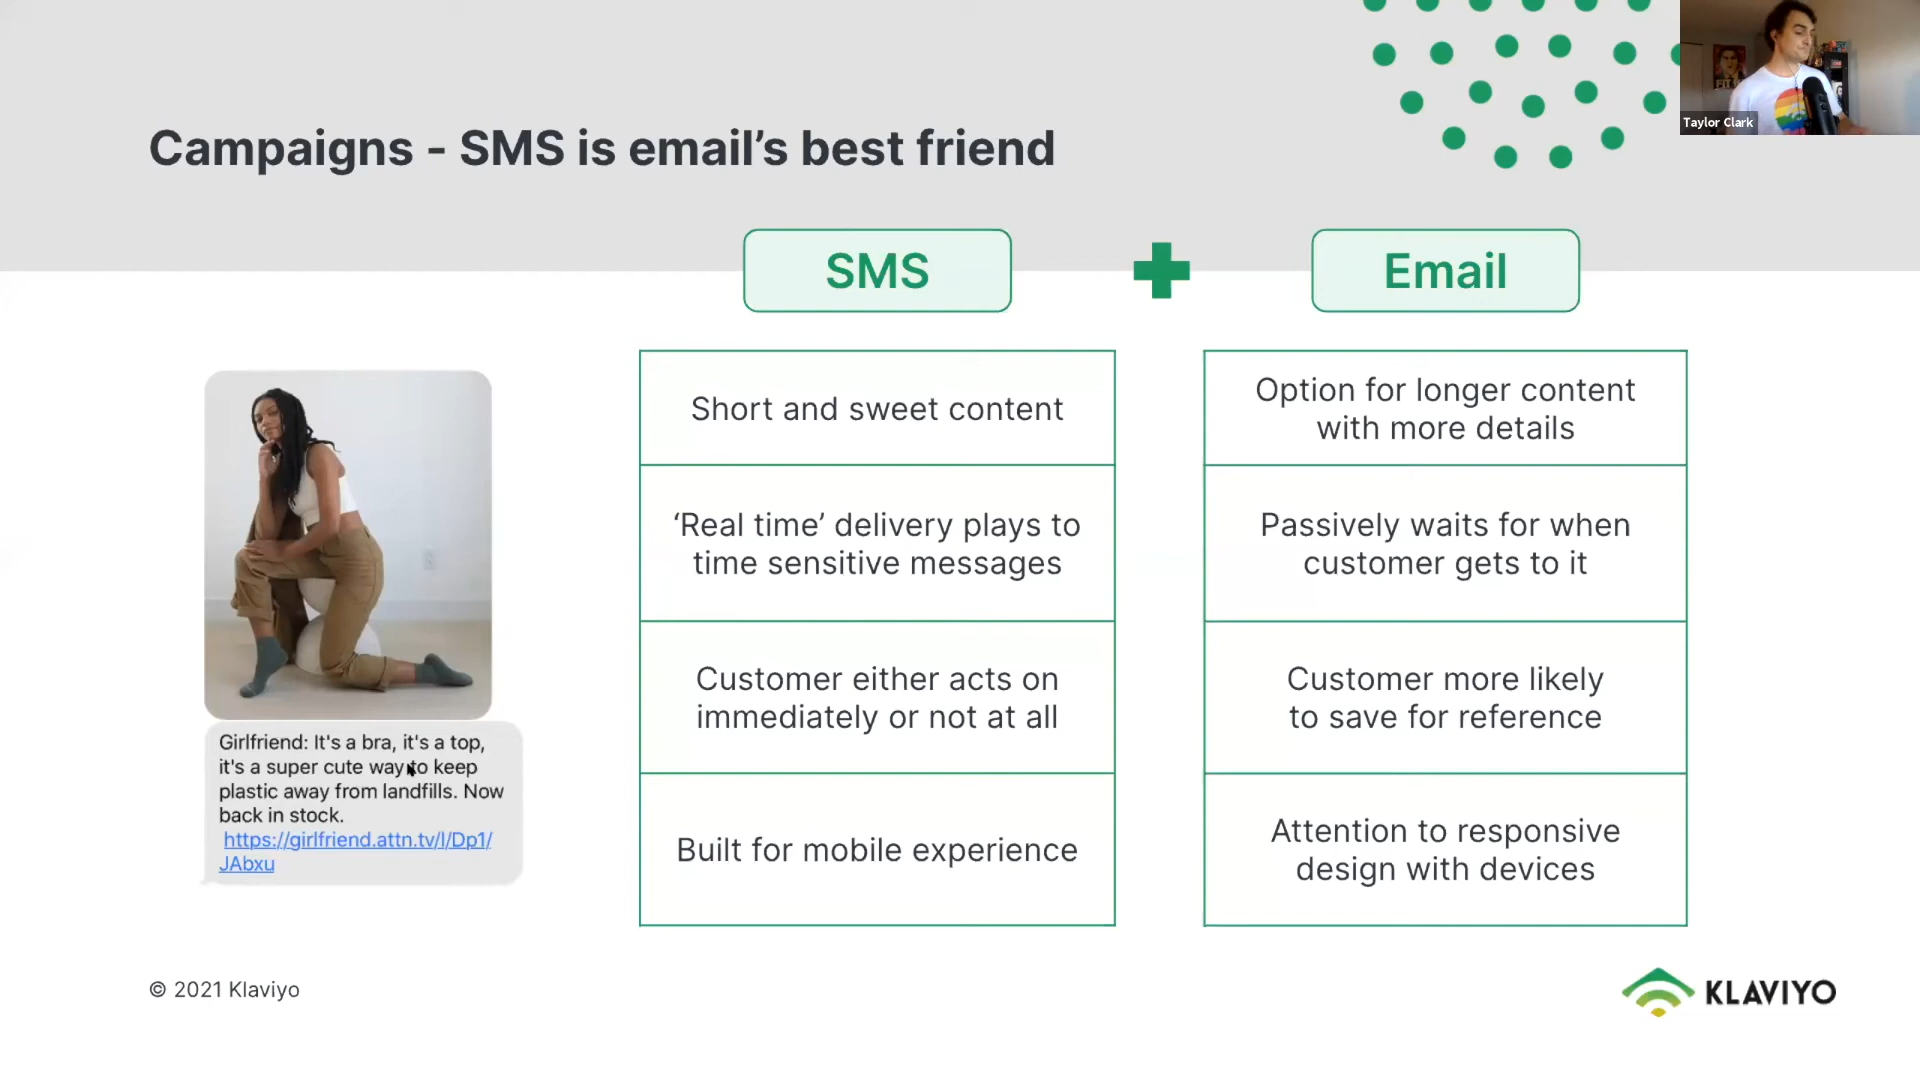 Taylor Clark
Campaigns - SMS is email’s best friend
SMS
Email
Short and sweet content
‘Real time’ delivery plays to
time sensitive messages
Customer either acts on
immediately or not at all
Built for mobile experience
Option for longer content
with more details
Passively waits for when
customer gets to it
Customer more likely
to save for reference
Attention to responsive
design with devices
Girlfriend: It's a bra, it's a top,
it's a super cute way to keep
plastic away from landfills. Now
back in stock.
https://girlfriend.attn.tv/l/Dp1/
JAbxu
© 2021 Klaviyo
KLAVIYO